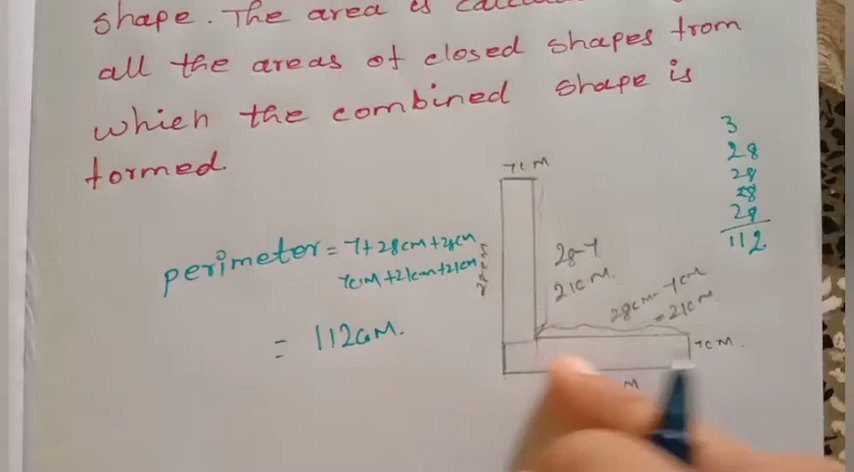 shape. The area is
all the areas of closed shapes from
which the combined shape is
formed.
perimeter = 7+28cm+28cm
7cm+21cm+21cm
= 112cm.
7cm
28cm
28-7
21cm.
28cm-7cm
=21cm
7cm.
M
3
28
28
28
28
112